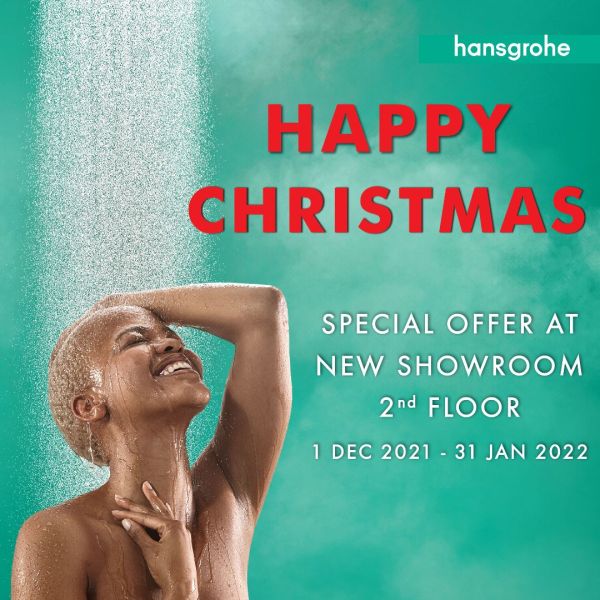 hansgrohe
HAPPY
CHRISTMAS
SPECIAL OFFER AT
NEW SHOWROOM
2nd FLOOR
1 DEC 2021 - 31 JAN 2022